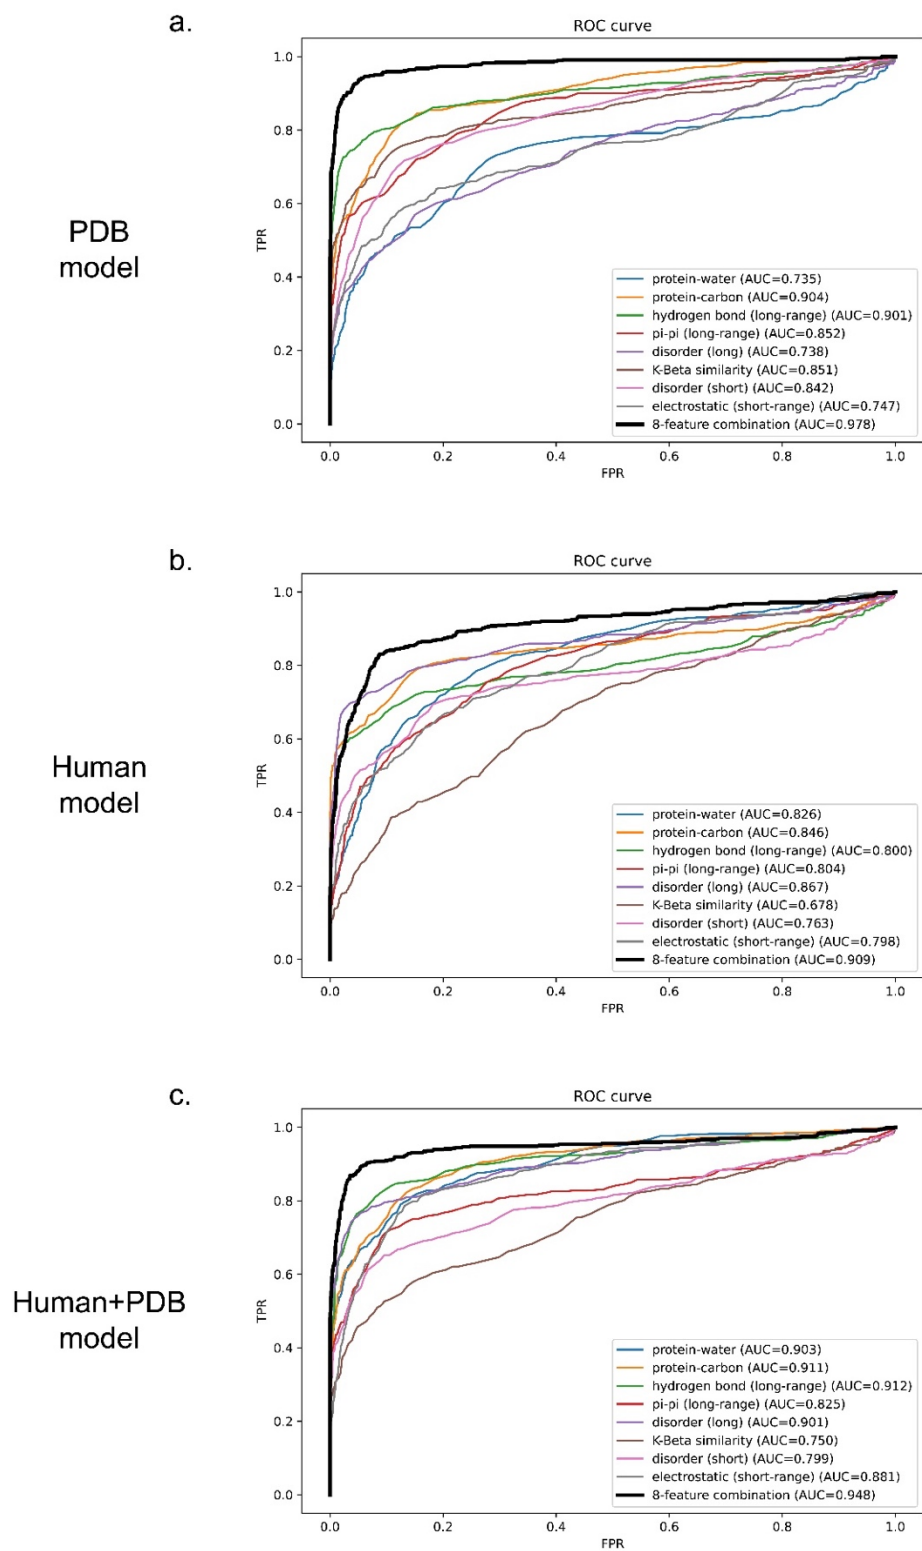 a.
ROC curve
PDB
model
TPR
1.0
0.8
0.6
0.4
0.2
0.0
protein-water (AUC=0.735)
protein-carbon (AUC=0.904)
hydrogen bond (long-range) (AUC=0.901)
pi-pi (long-range) (AUC=0.852)
disorder (long) (AUC=0.738)
K-Beta similarity (AUC=0.851)
disorder (short) (AUC=0.842)
electrostatic (short-range) (AUC=0.747)
8-feature combination (AUC=0.978)
0.0 0.2 0.4 0.6 0.8 1.0
FPR
b.
ROC curve
Human
model
TPR
1.0
0.8
0.6
0.4
0.2
0.0
protein-water (AUC=0.826)
protein-carbon (AUC=0.846)
hydrogen bond (long-range) (AUC=0.800)
pi-pi (long-range) (AUC=0.804)
disorder (long) (AUC=0.867)
K-Beta similarity (AUC=0.678)
disorder (short) (AUC=0.763)
electrostatic (short-range) (AUC=0.798)
8-feature combination (AUC=0.909)
0.0 0.2 0.4 0.6 0.8 1.0
FPR
c.
ROC curve
Human+PDB
model
TPR
1.0
0.8
0.6
0.4
0.2
0.0
protein-water (AUC=0.903)
protein-carbon (AUC=0.911)
hydrogen bond (long-range) (AUC=0.912)
pi-pi (long-range) (AUC=0.825)
disorder (long) (AUC=0.901)
K-Beta similarity (AUC=0.750)
disorder (short) (AUC=0.799)
electrostatic (short-range) (AUC=0.881)
8-feature combination (AUC=0.948)
0.0 0.2 0.4 0.6 0.8 1.0
FPR